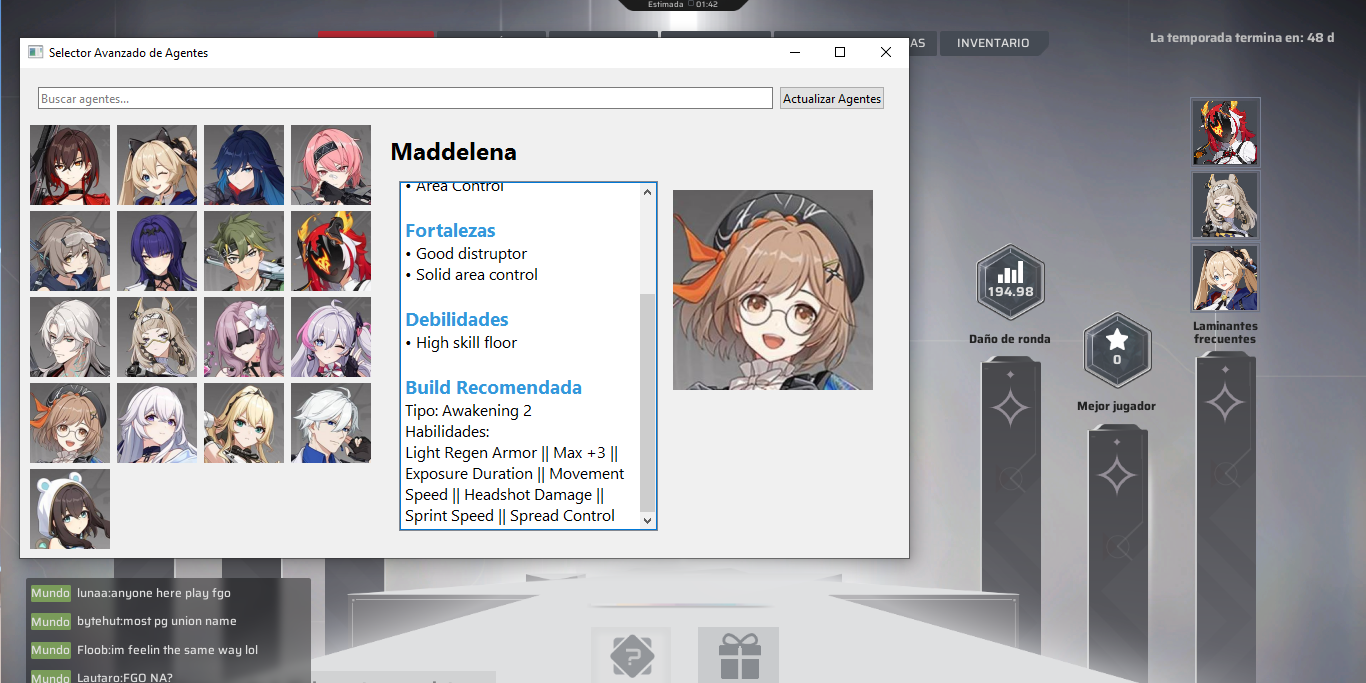 Estimada 01:42
AS
INVENTARIO
La temporada termina en: 48 d
Selector Avanzado de Agentes
Buscar agentes...
Actualizar Agentes
Maddelena
• Area Control
Fortalezas
• Good distruptor
• Solid area control
Debilidades
• High skill floor
Build Recomendada
Tipo: Awakening 2
Habilidades:
Light Regen Armor || Max +3 ||
Exposure Duration || Movement
Speed || Headshot Damage ||
Sprint Speed || Spread Control
194.98
Daño de ronda
0
Mejor jugador
Laminantes
frecuentes
Mundo lunaa:anyone here play fgo
Mundo bytehut:most pg union name
Mundo Floob:im feelin the same way lol
Mundo Lautaro:FGO NA?